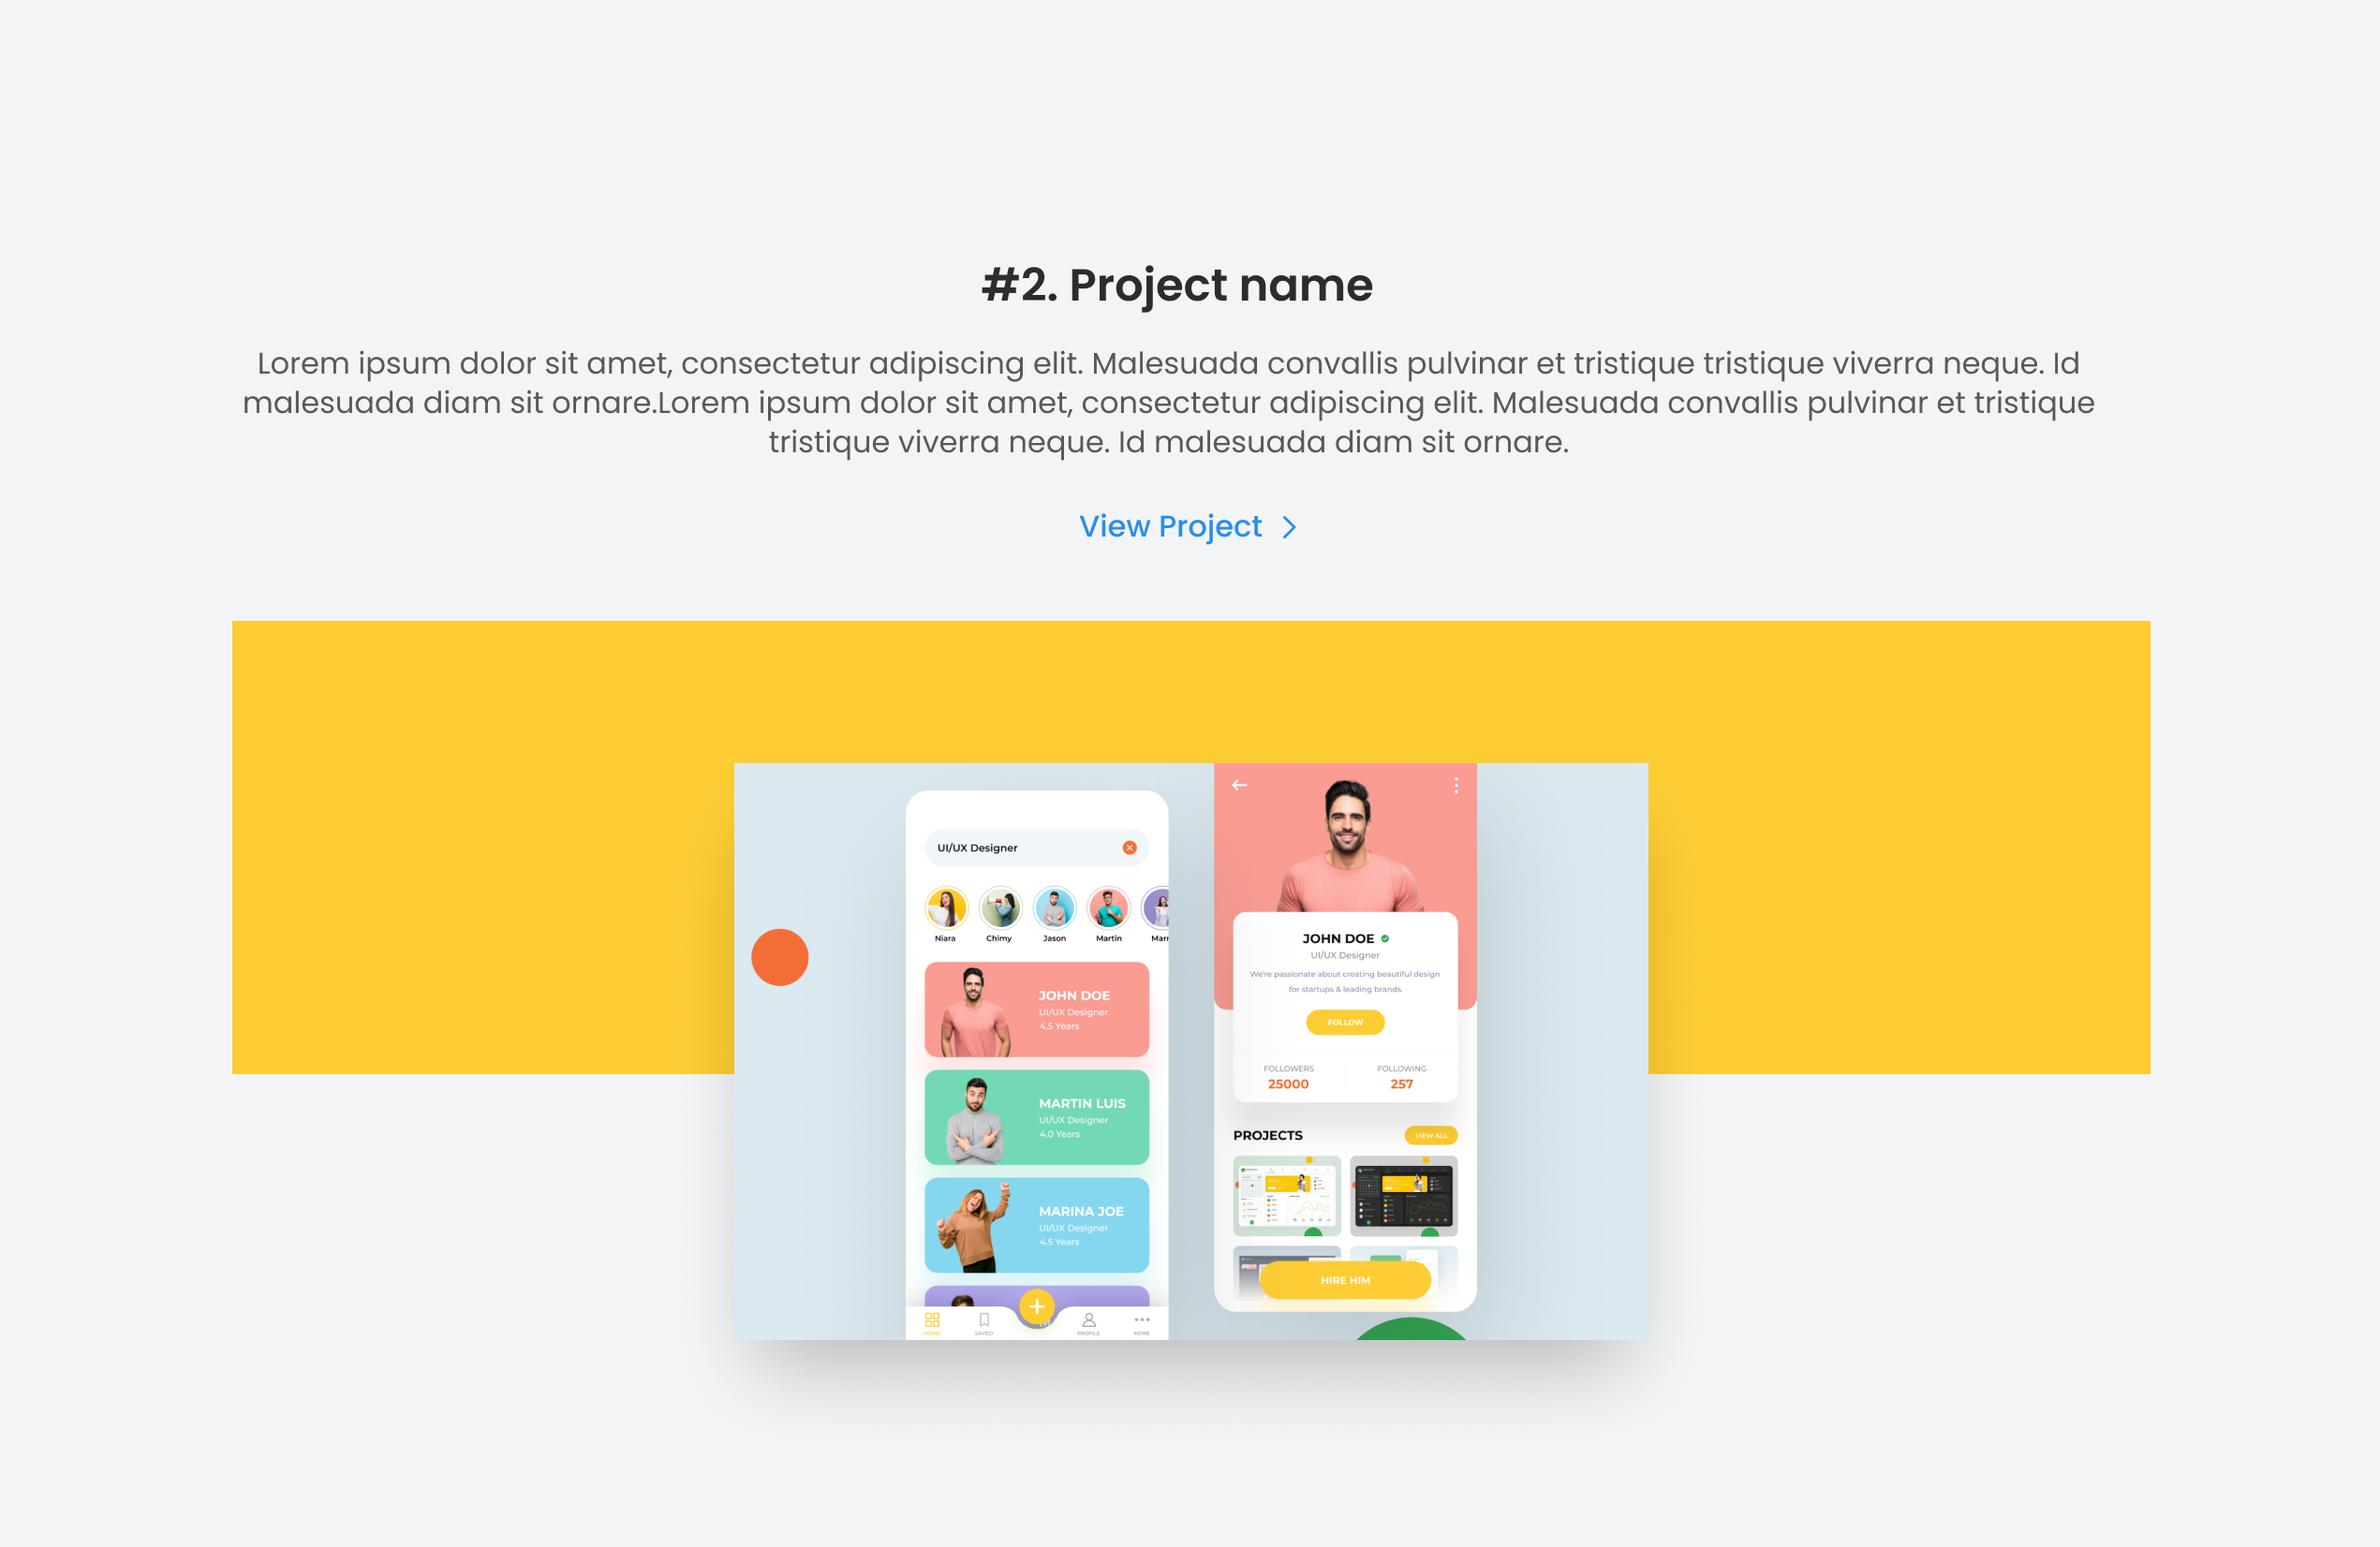 #2. Project name
Lorem ipsum dolor sit amet, consectetur adipiscing elit. Malesuada convallis pulvinar et tristique tristique viverra neque. Id
malesuada diam sit ornare.Lorem ipsum dolor sit amet, consectetur adipiscing elit. Malesuada convallis pulvinar et tristique
tristique viverra neque. Id malesuada diam sit ornare.
View Project
UI/UX Designer
Niara
Chimy
Jason
Martin
JOHN DOE
UI/UX Designer
4.5 Years
MARTIN LUIS
UI/UX Designer
4.0 Years
MARINA JOE
UI/UX Designer
4.5 Years
HOME
SAVED
PROFILE
MORE
JOHN DOE
UI/UX Designer
We're passionate about creating beautiful design
for startups & leading brands.
FOLLOW
FOLLOWERS
25000
FOLLOWING
257
PROJECTS
VIEW ALL
HIRE HIM